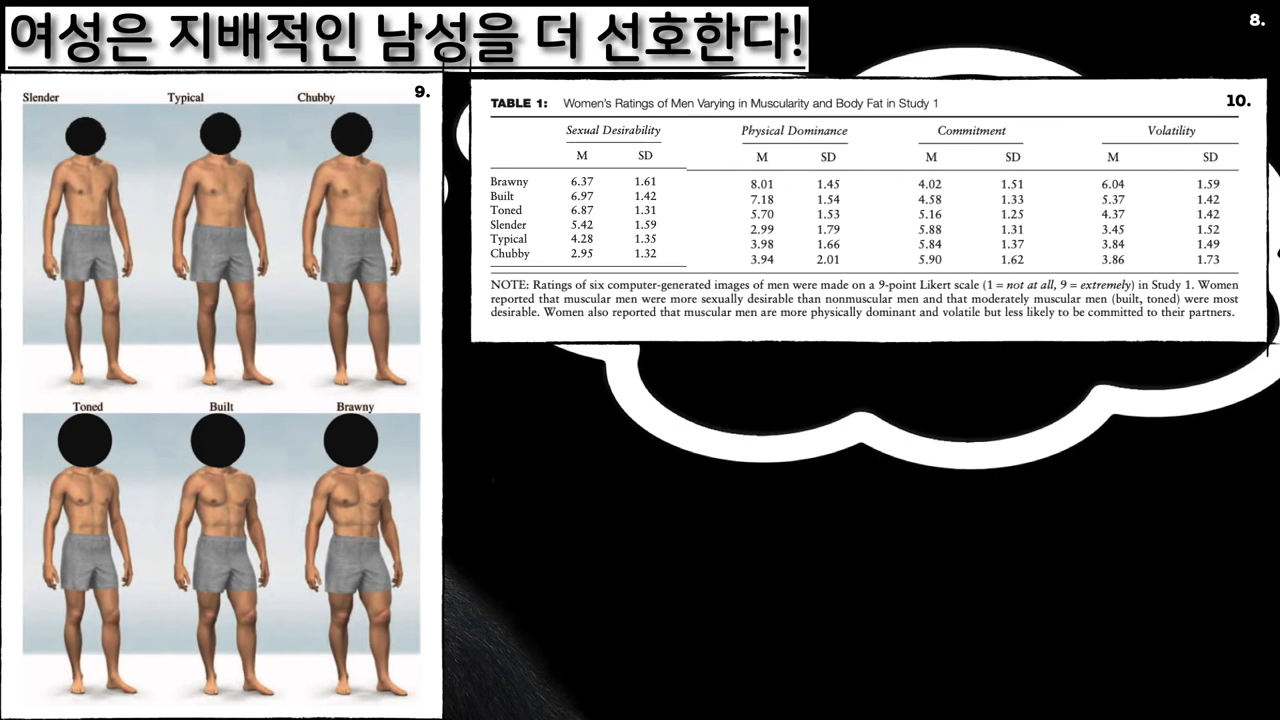 여성은 지배적인 남성을 더 선호한다!
8.
9.
Slender Typical Chubby
Toned Built Brawny
10.
TABLE 1: Women's Ratings of Men Varying in Muscularity and Body Fat in Study 1
Sexual Desirability Physical Dominance Commitment Volatility
M SD M SD M SD M SD
Brawny 6.37 1.61 8.01 1.45 4.02 1.51 6.04 1.59
Built 6.97 1.42 7.18 1.54 4.58 1.33 5.37 1.42
Toned 6.87 1.31 5.70 1.53 5.16 1.25 4.37 1.42
Slender 5.42 1.59 2.99 1.79 5.88 1.31 3.45 1.52
Typical 4.28 1.35 3.98 1.66 5.84 1.37 3.84 1.49
Chubby 2.95 1.32 3.94 2.01 5.90 1.62 3.86 1.73
NOTE: Ratings of six computer-generated images of men were made on a 9-point Likert scale (1 = not at all, 9 = extremely) in Study 1. Women
reported that muscular men were more sexually desirable than nonmuscular men and that moderately muscular men (built, toned) were most
desirable. Women also reported that muscular men are more physically dominant and volatile but less likely to be committed to their partners.